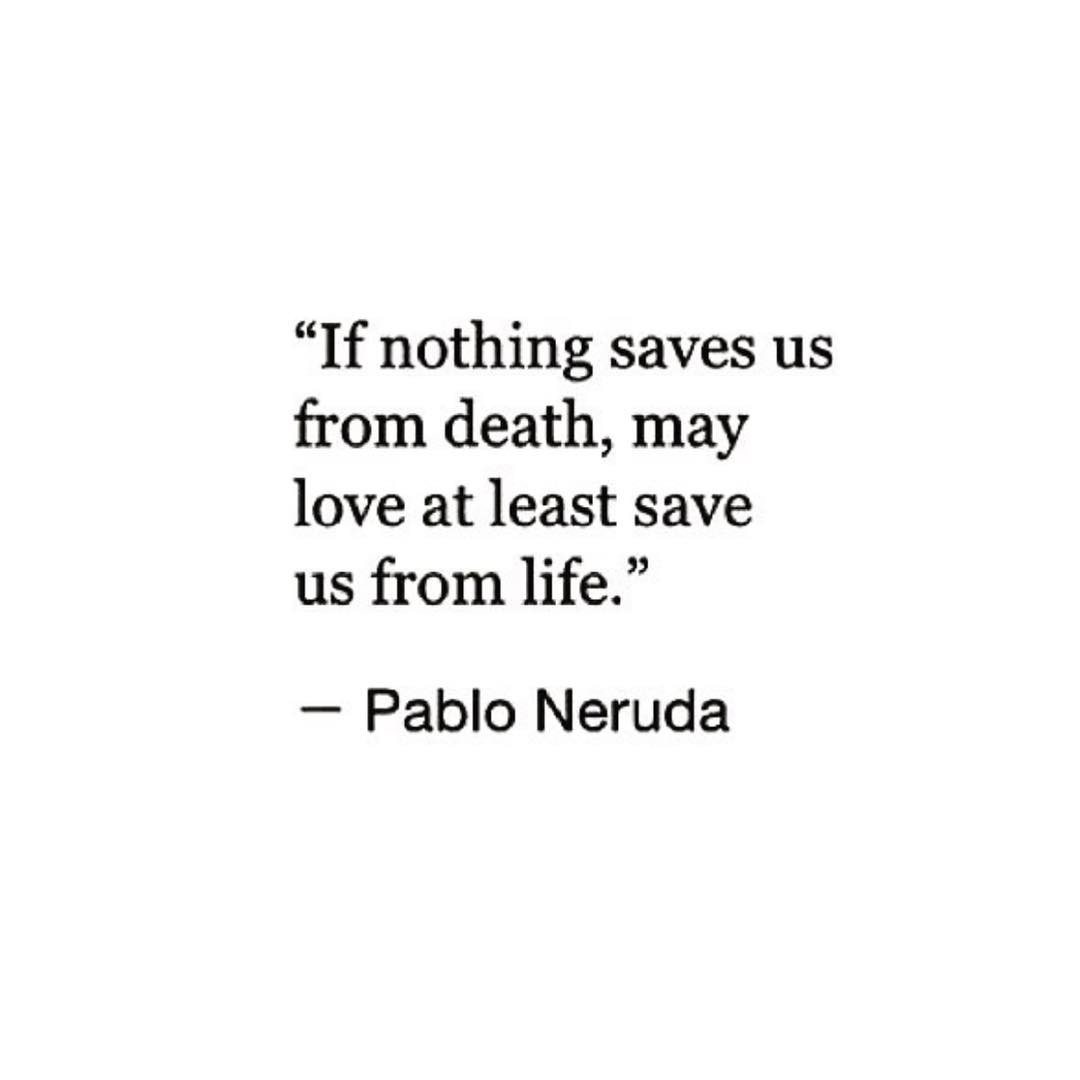 “If nothing saves us
from death, may
love at least save
us from life.”
— Pablo Neruda